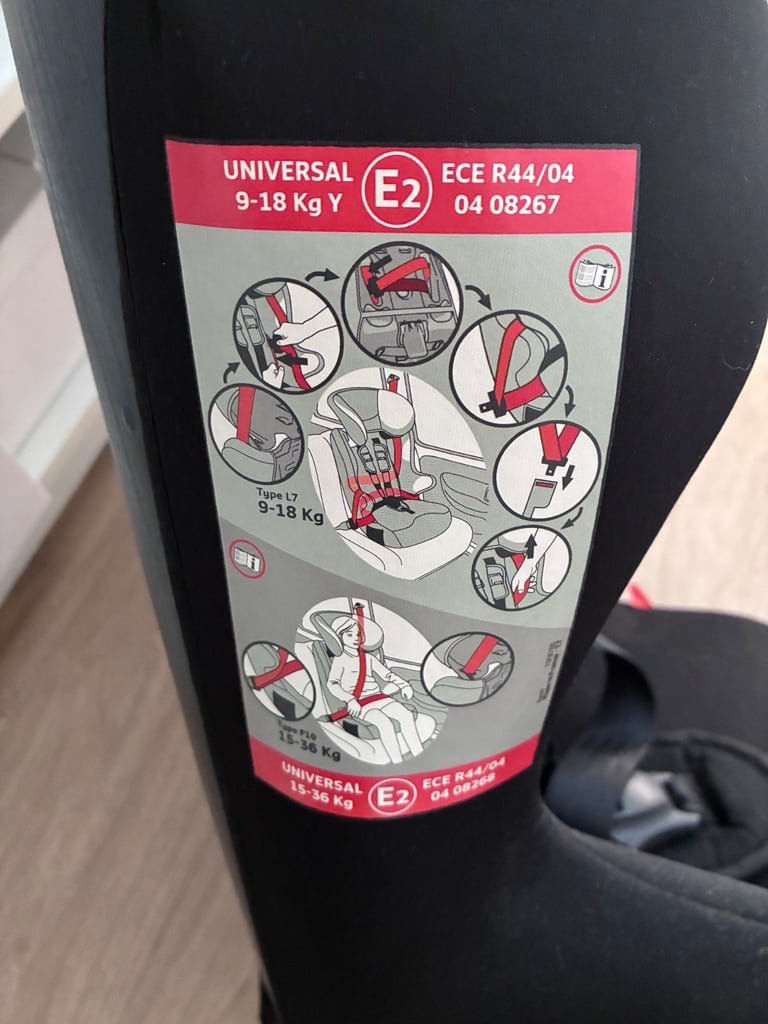 UNIVERSAL
9-18 Kg Y
E2
ECE R44/04
04 08267
i
Type L7
9-18 Kg
i
Type P10
15-36 Kg
UNIVERSAL
15-36 Kg
E2
ECE R44/04
04 08268